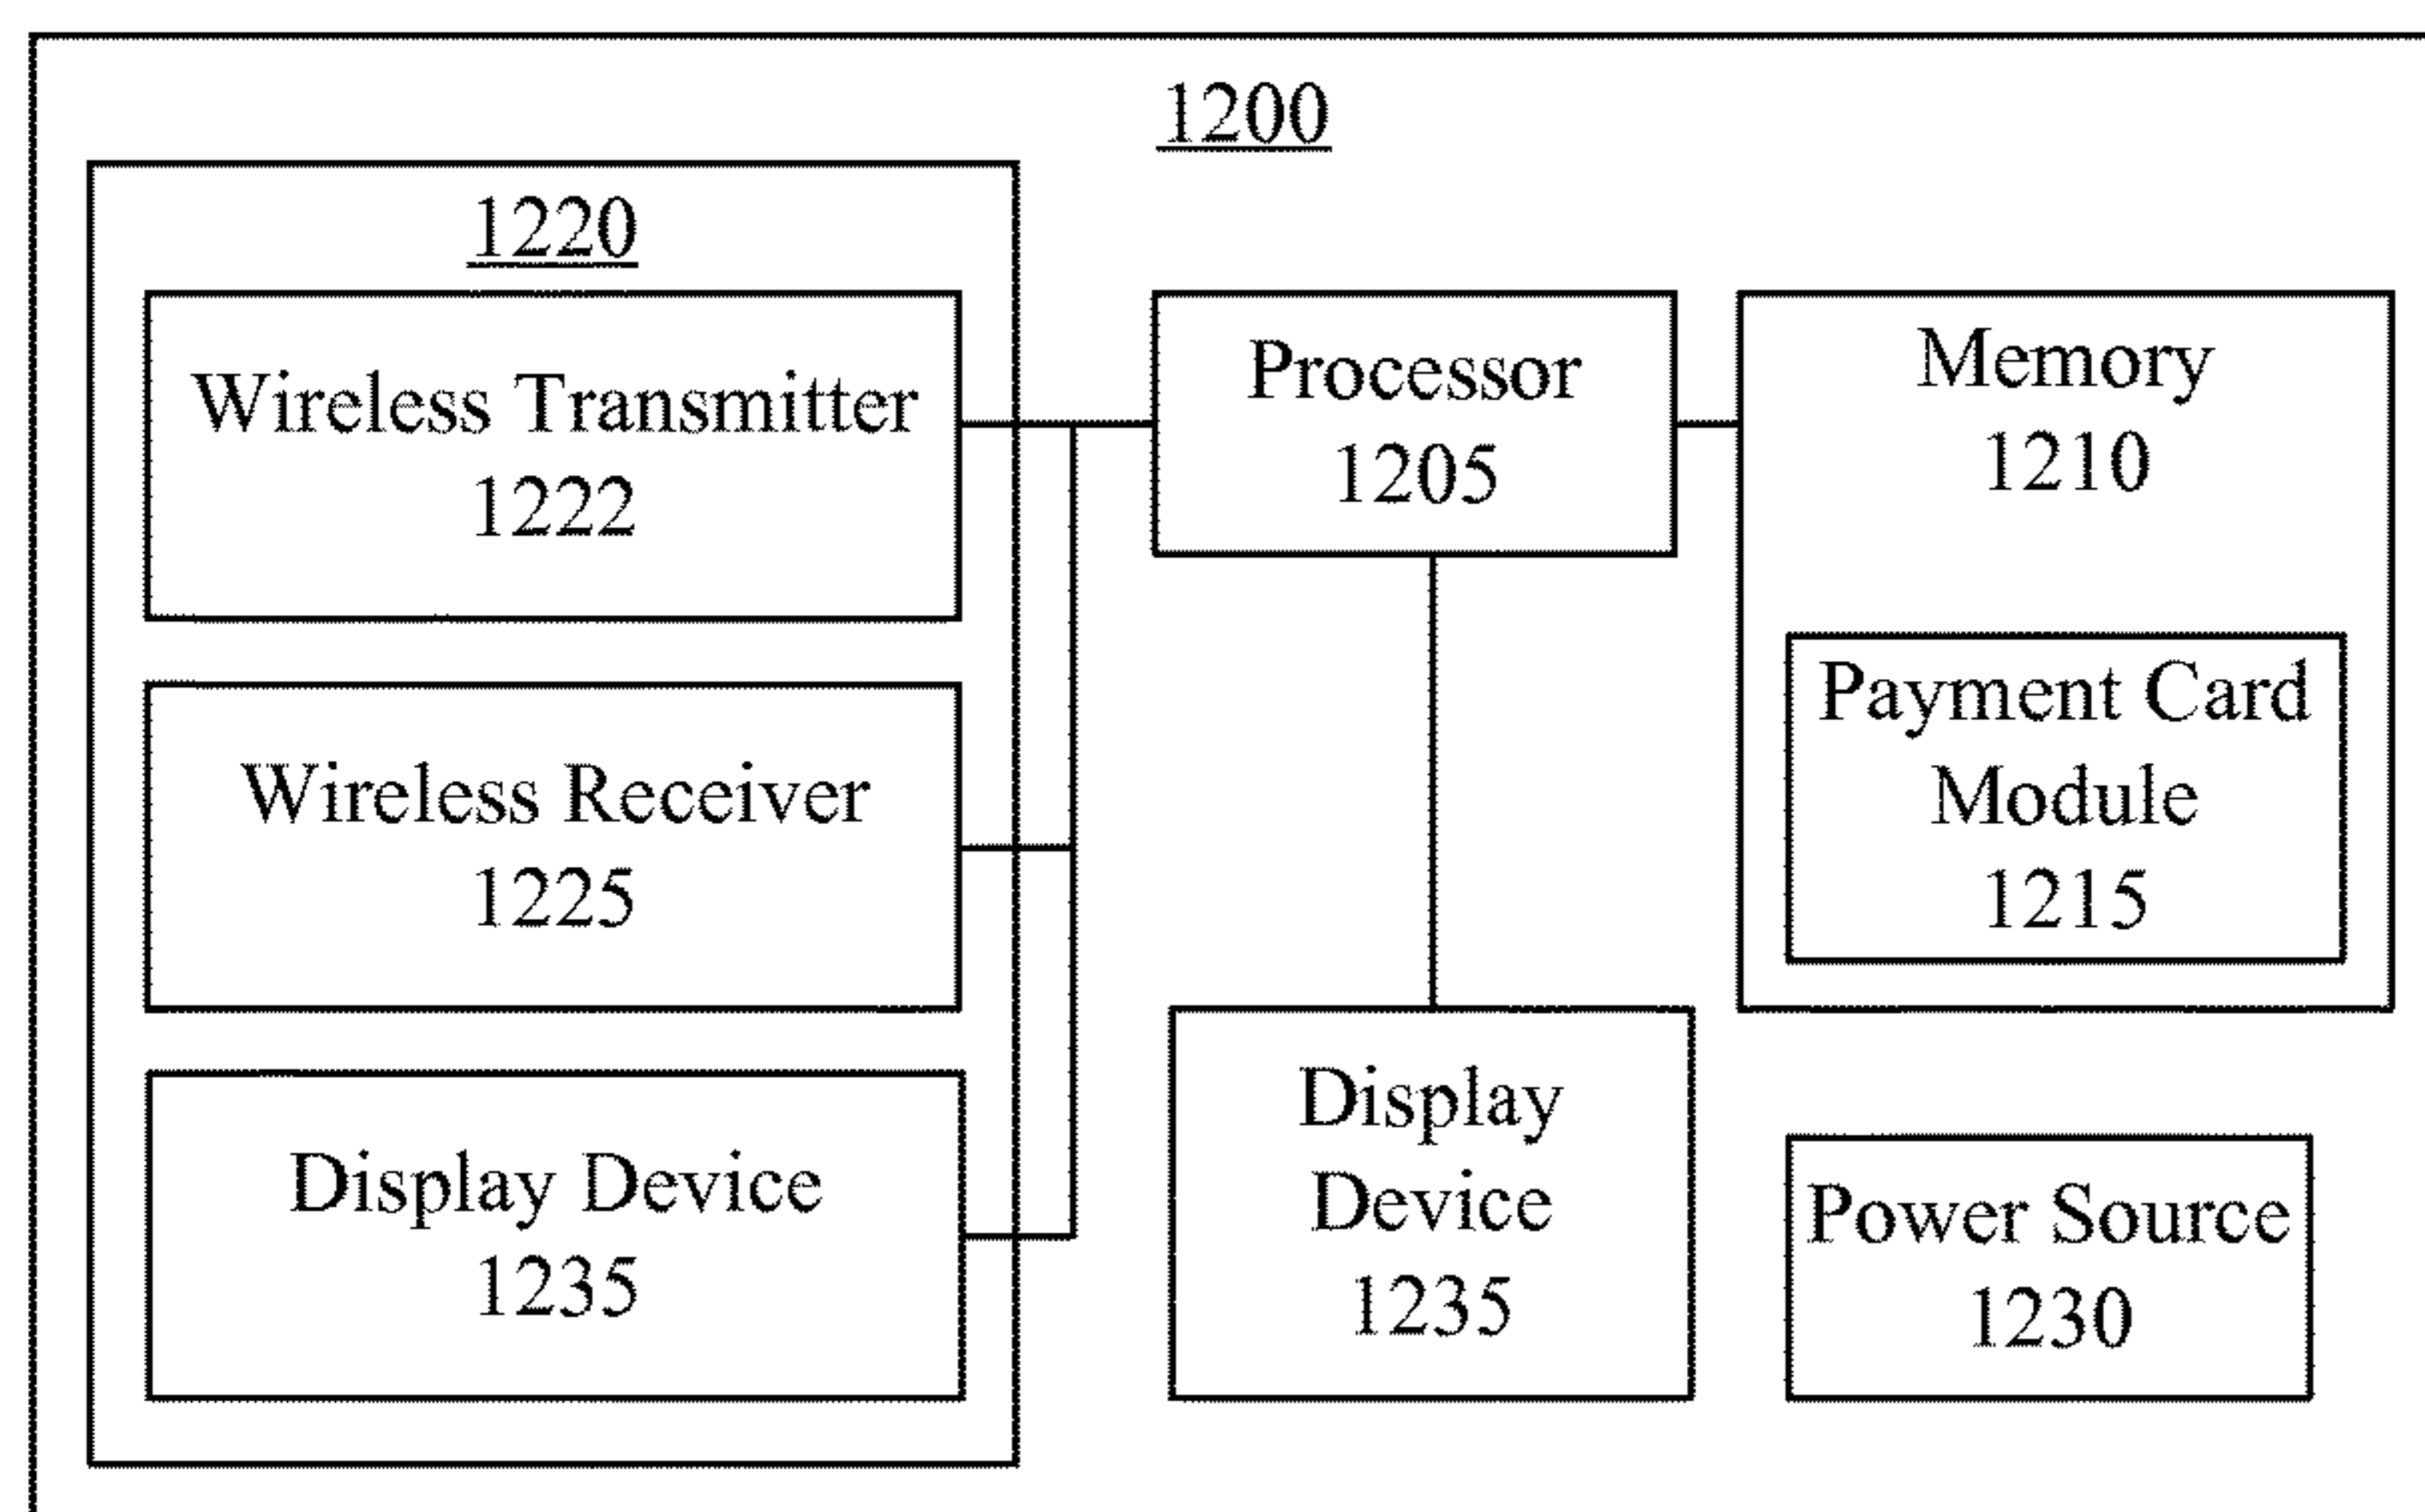 1200
1220
Wireless Transmitter
1222
Processor
1205
Memory
1210
Payment Card
Module
1215
Wireless Receiver
1225
Display Device
1235
Display
Device
1235
Power Source
1230